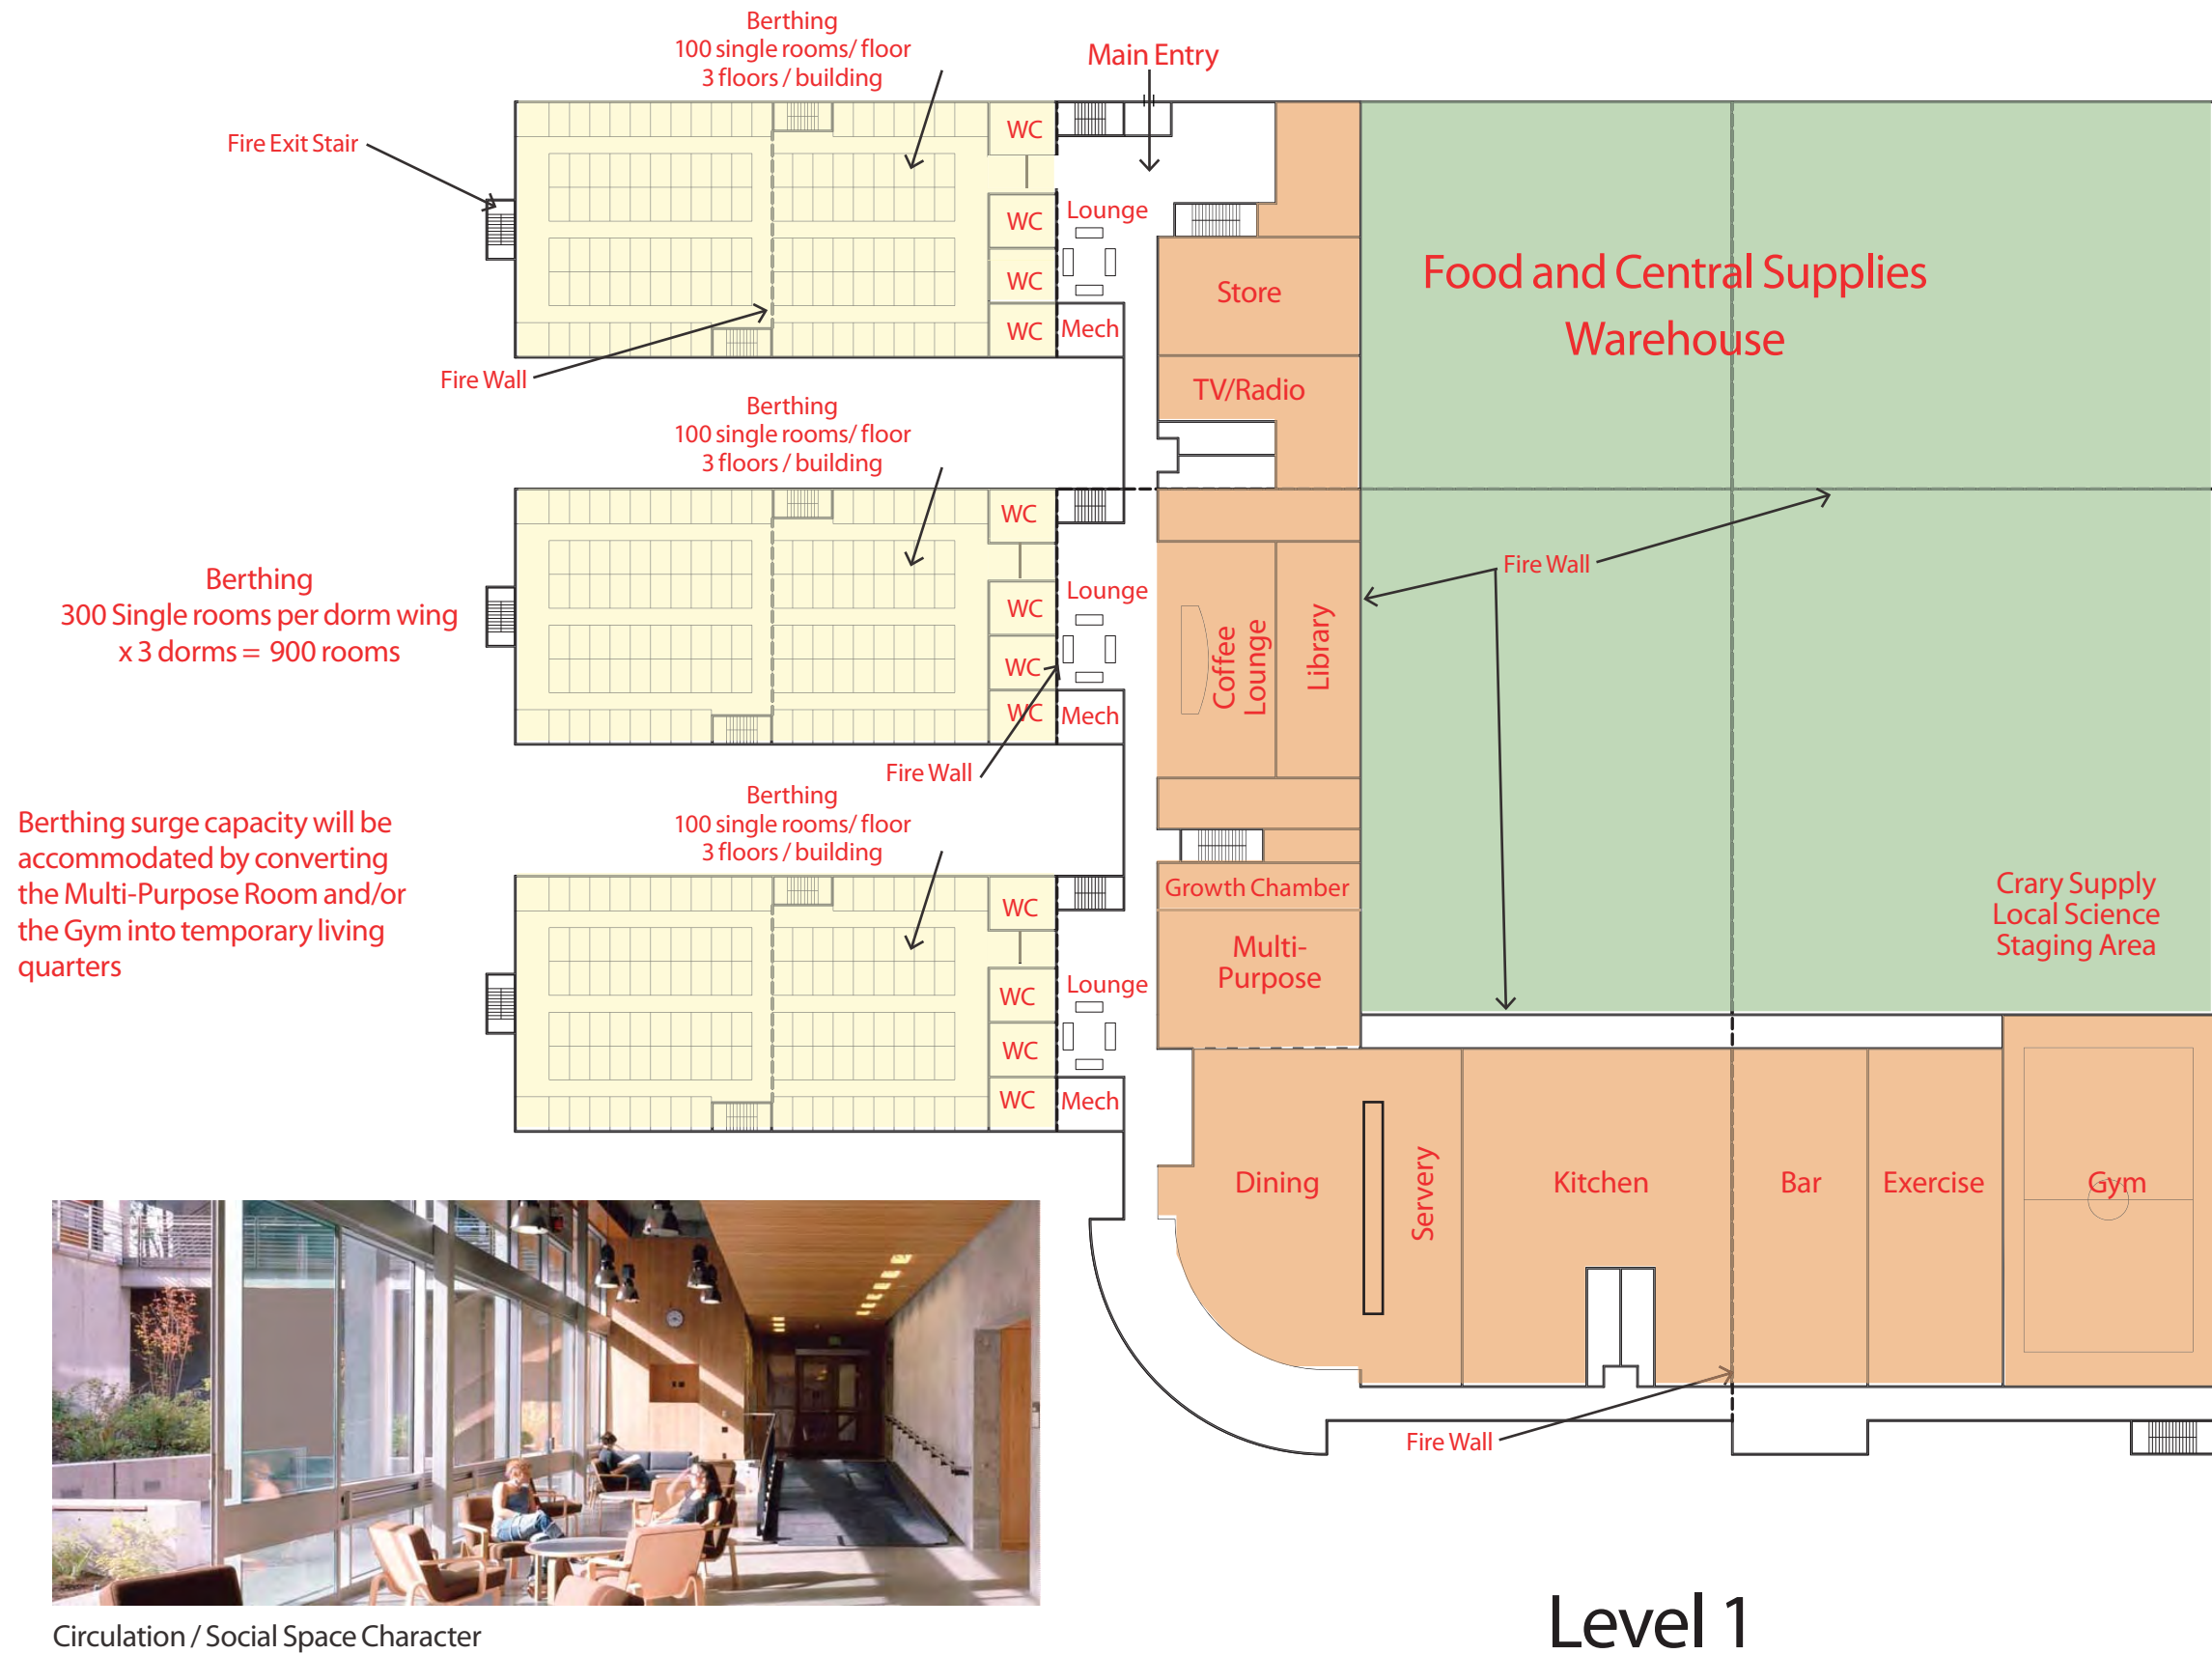 Berthing
100 single rooms/ floor
3 floors / building
Main Entry
Fire Exit Stair
WC
WC
WC
WC
Lounge
Mech
Store
TV/Radio
Food and Central Supplies
Warehouse
Fire Wall
Berthing
100 single rooms/ floor
3 floors / building
WC
WC
WC
WC
Lounge
Mech
Coffee
Lounge
Library
Fire Wall
Berthing
300 Single rooms per dorm wing
x 3 dorms = 900 rooms
Fire Wall
Berthing
100 single rooms/ floor
3 floors / building
Berthing surge capacity will be
accommodated by converting
the Multi-Purpose Room and/or
the Gym into temporary living
quarters
WC
WC
WC
WC
Lounge
Mech
Growth Chamber
Multi-
Purpose
Crary Supply
Local Science
Staging Area
Dining
Servery
Kitchen
Bar
Exercise
Gym
Fire Wall
Circulation / Social Space Character
Level 1